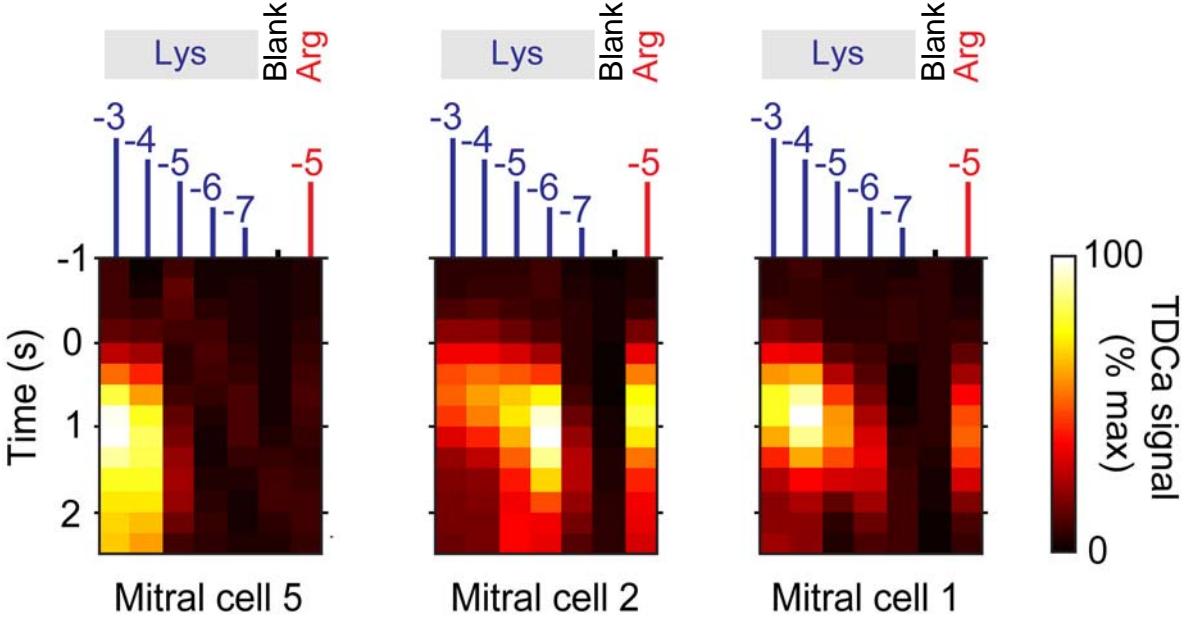 Lys Blank Arg Lys Blank Arg Lys Blank Arg
-3 -4 -5 -6 -7 -5 -3 -4 -5 -6 -7 -5 -3 -4 -5 -6 -7 -5
Time (s)
-1
0
1
2
100
0
TDCa signal
(% max)
Mitral cell 5 Mitral cell 2 Mitral cell 1